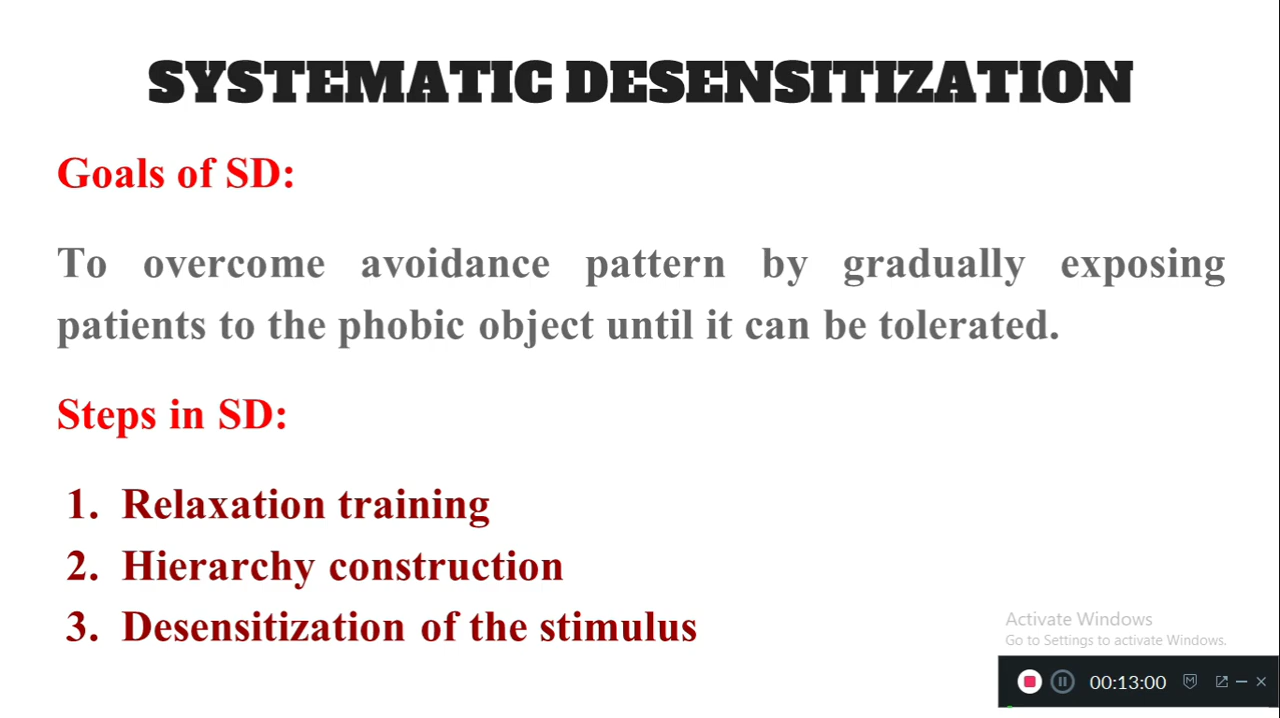 SYSTEMATIC DESENSITIZATION
Goals of SD:
To overcome avoidance pattern by gradually exposing
patients to the phobic object until it can be tolerated.
Steps in SD:
1. Relaxation training
2. Hierarchy construction
3. Desensitization of the stimulus
Activate Windows
Go to Settings to activate Windows.
00:13:00